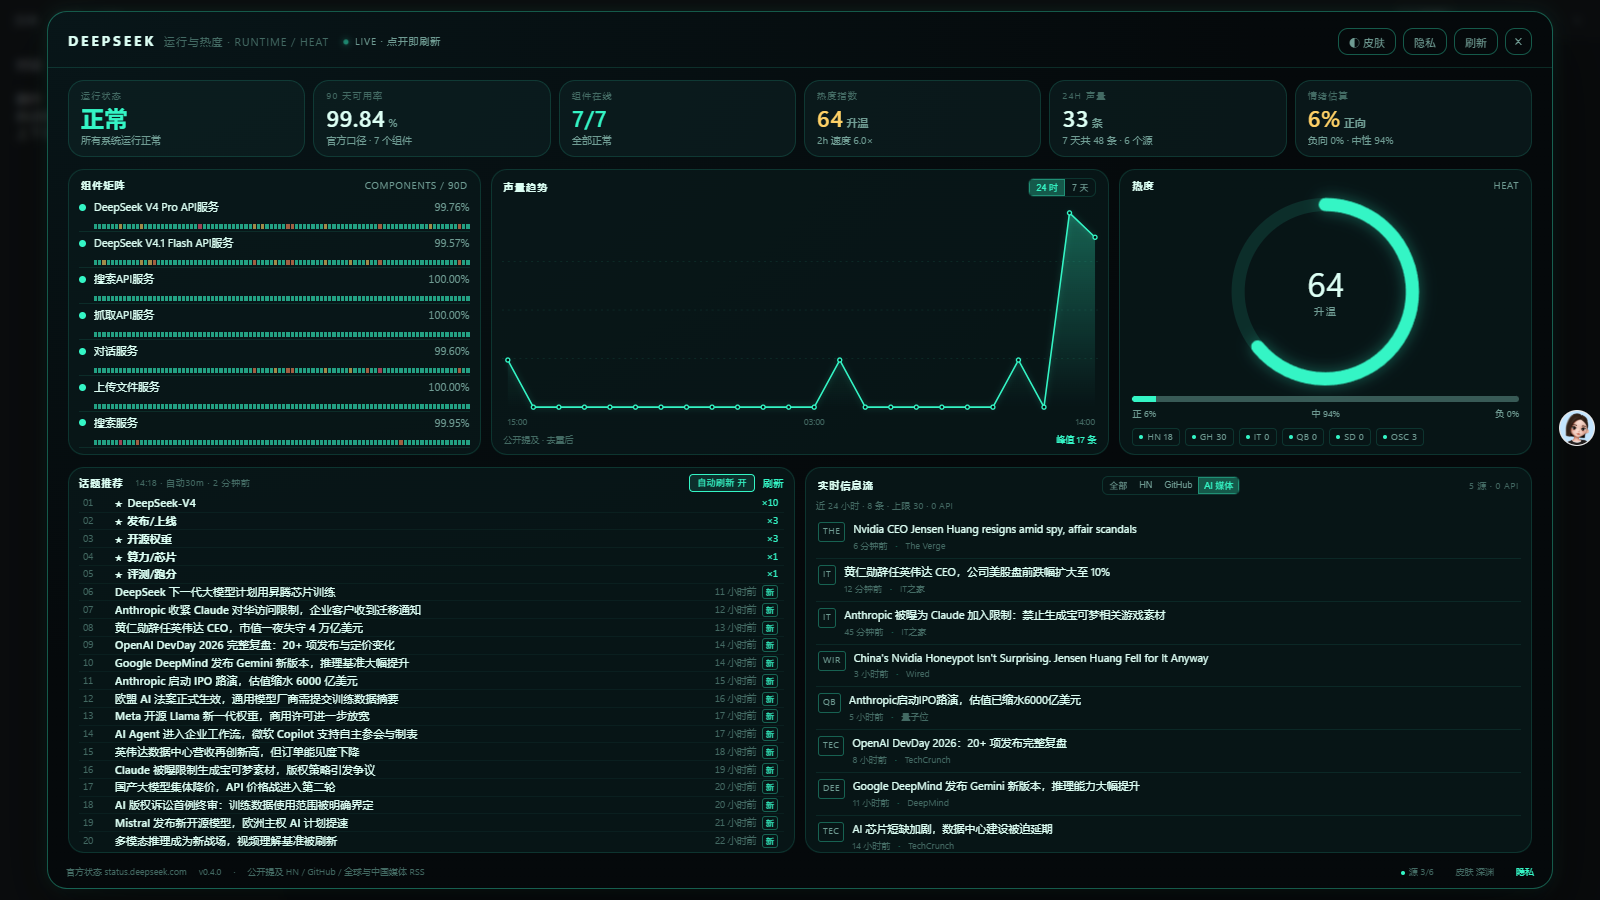 DEEPSEEK 运行与热度 · RUNTIME / HEAT LIVE · 点开即刷新
皮肤 隐私 刷新 ×
运行状态
正常
所有系统运行正常
90 天可用率
99.84 %
官方口径 · 7 个组件
组件在线
7/7
全部正常
热度指数
64 升温
2h 速度 6.0×
24H 声量
33 条
7 天共 48 条 · 6 个源
情绪估算
6% 正向
负向 0% · 中性 94%
组件矩阵 COMPONENTS / 90D
DeepSeek V4 Pro API服务 99.76%
DeepSeek V4.1 Flash API服务 99.57%
搜索API服务 100.00%
抓取API服务 100.00%
对话服务 99.60%
上传文件服务 100.00%
搜索服务 99.95%
声量趋势 24 时 7 天
15:00 03:00 14:00
公开提及 · 去重后 峰值 17 条
热度 HEAT
64
升温
正 6% 中 94% 负 0%
HN 18 GH 30 IT 0 QB 0 SD 0 OSC 3
话题推荐 14:18 · 自动30m · 2 分钟前 自动刷新 开 刷新
01 ★ DeepSeek-V4 ×10
02 ★ 发布/上线 ×3
03 ★ 开源权重 ×3
04 ★ 算力/芯片 ×1
05 ★ 评测/跑分 ×1
06 DeepSeek 下一代大模型计划用昇腾芯片训练 11 小时前 新
07 Anthropic 收紧 Claude 对华访问限制，企业客户收到迁移通知 12 小时前 新
08 黄仁勋辞任英伟达 CEO，市值一夜失守 4 万亿美元 13 小时前 新
09 OpenAI DevDay 2026 完整复盘：20+ 项发布与定价变化 14 小时前 新
10 Google DeepMind 发布 Gemini 新版本，推理基准大幅提升 14 小时前 新
11 Anthropic 启动 IPO 路演，估值缩水 6000 亿美元 15 小时前 新
12 欧盟 AI 法案正式生效，通用模型厂商需提交训练数据摘要 16 小时前 新
13 Meta 开源 Llama 新一代权重，商用许可进一步放宽 17 小时前 新
14 AI Agent 进入企业工作流，微软 Copilot 支持自主参会与制表 17 小时前 新
15 英伟达数据中心营收再创新高，但订单能见度下降 18 小时前 新
16 Claude 被曝限制生成宝可梦素材，版权策略引发争议 19 小时前 新
17 国产大模型集体降价，API 价格战进入第二轮 20 小时前 新
18 AI 版权诉讼首例终审：训练数据使用范围被明确界定 20 小时前 新
19 Mistral 发布新开源模型，欧洲主权 AI 计划提速 21 小时前 新
20 多模态推理成为新战场，视频理解基准被刷新 22 小时前 新
实时信息流 全部 HN GitHub AI 媒体 5 源 · 0 API
近 24 小时 · 8 条 · 上限 30 · 0 API
THE Nvidia CEO Jensen Huang resigns amid spy, affair scandals
6 分钟前 · The Verge
IT 黄仁勋辞任英伟达 CEO，公司美股盘前跌幅扩大至 10%
12 分钟前 · IT之家
IT Anthropic 被曝为 Claude 加入限制：禁止生成宝可梦相关游戏素材
45 分钟前 · IT之家
WIR China's Nvidia Honeypot Isn't Surprising. Jensen Huang Fell for It Anyway
3 小时前 · Wired
QB Anthropic启动IPO路演，估值已缩水6000亿美元
5 小时前 · 量子位
TEC OpenAI DevDay 2026：20+ 项发布完整复盘
8 小时前 · TechCrunch
DEE Google DeepMind 发布 Gemini 新版本，推理能力大幅提升
11 小时前 · DeepMind
TEC AI 芯片短缺加剧，数据中心建设被迫延期
14 小时前 · TechCrunch
官方状态 status.deepseek.com v0.4.0 · 公开提及 HN / GitHub / 全球与中国媒体 RSS
源 3/6 皮肤 深渊 隐私